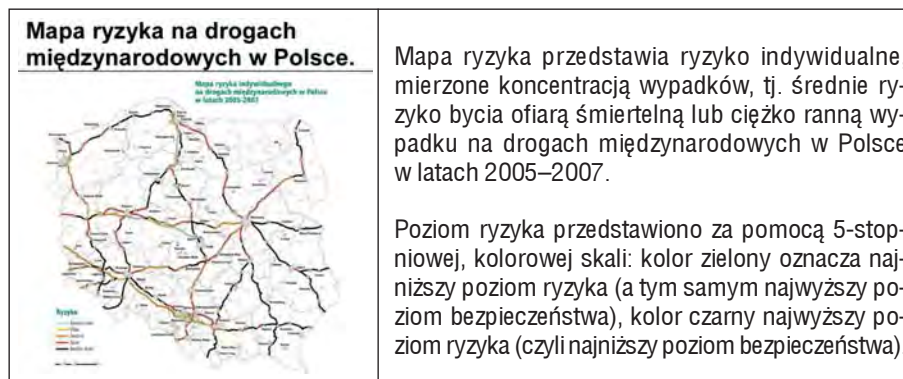 Mapa ryzyka na drogach
międzynarodowych w Polsce.
Mapa ryzyka indywidualnego
na drogach międzynarodowych w Polsce
w latach 2005-2007
Ryzyko
Mapa ryzyka przedstawia ryzyko indywidualne
mierzone koncentracją wypadków, tj. średnie ry-
zyko bycia ofiarą śmiertelną lub ciężko ranną wy-
padku na drogach międzynarodowych w Polsce
w latach 2005–2007.
Poziom ryzyka przedstawiono za pomocą 5-stop-
niowej, kolorowej skali: kolor zielony oznacza naj-
niższy poziom ryzyka (a tym samym najwyższy po-
ziom bezpieczeństwa), kolor czarny najwyższy po-
ziom ryzyka (czyli najniższy poziom bezpieczeństwa)